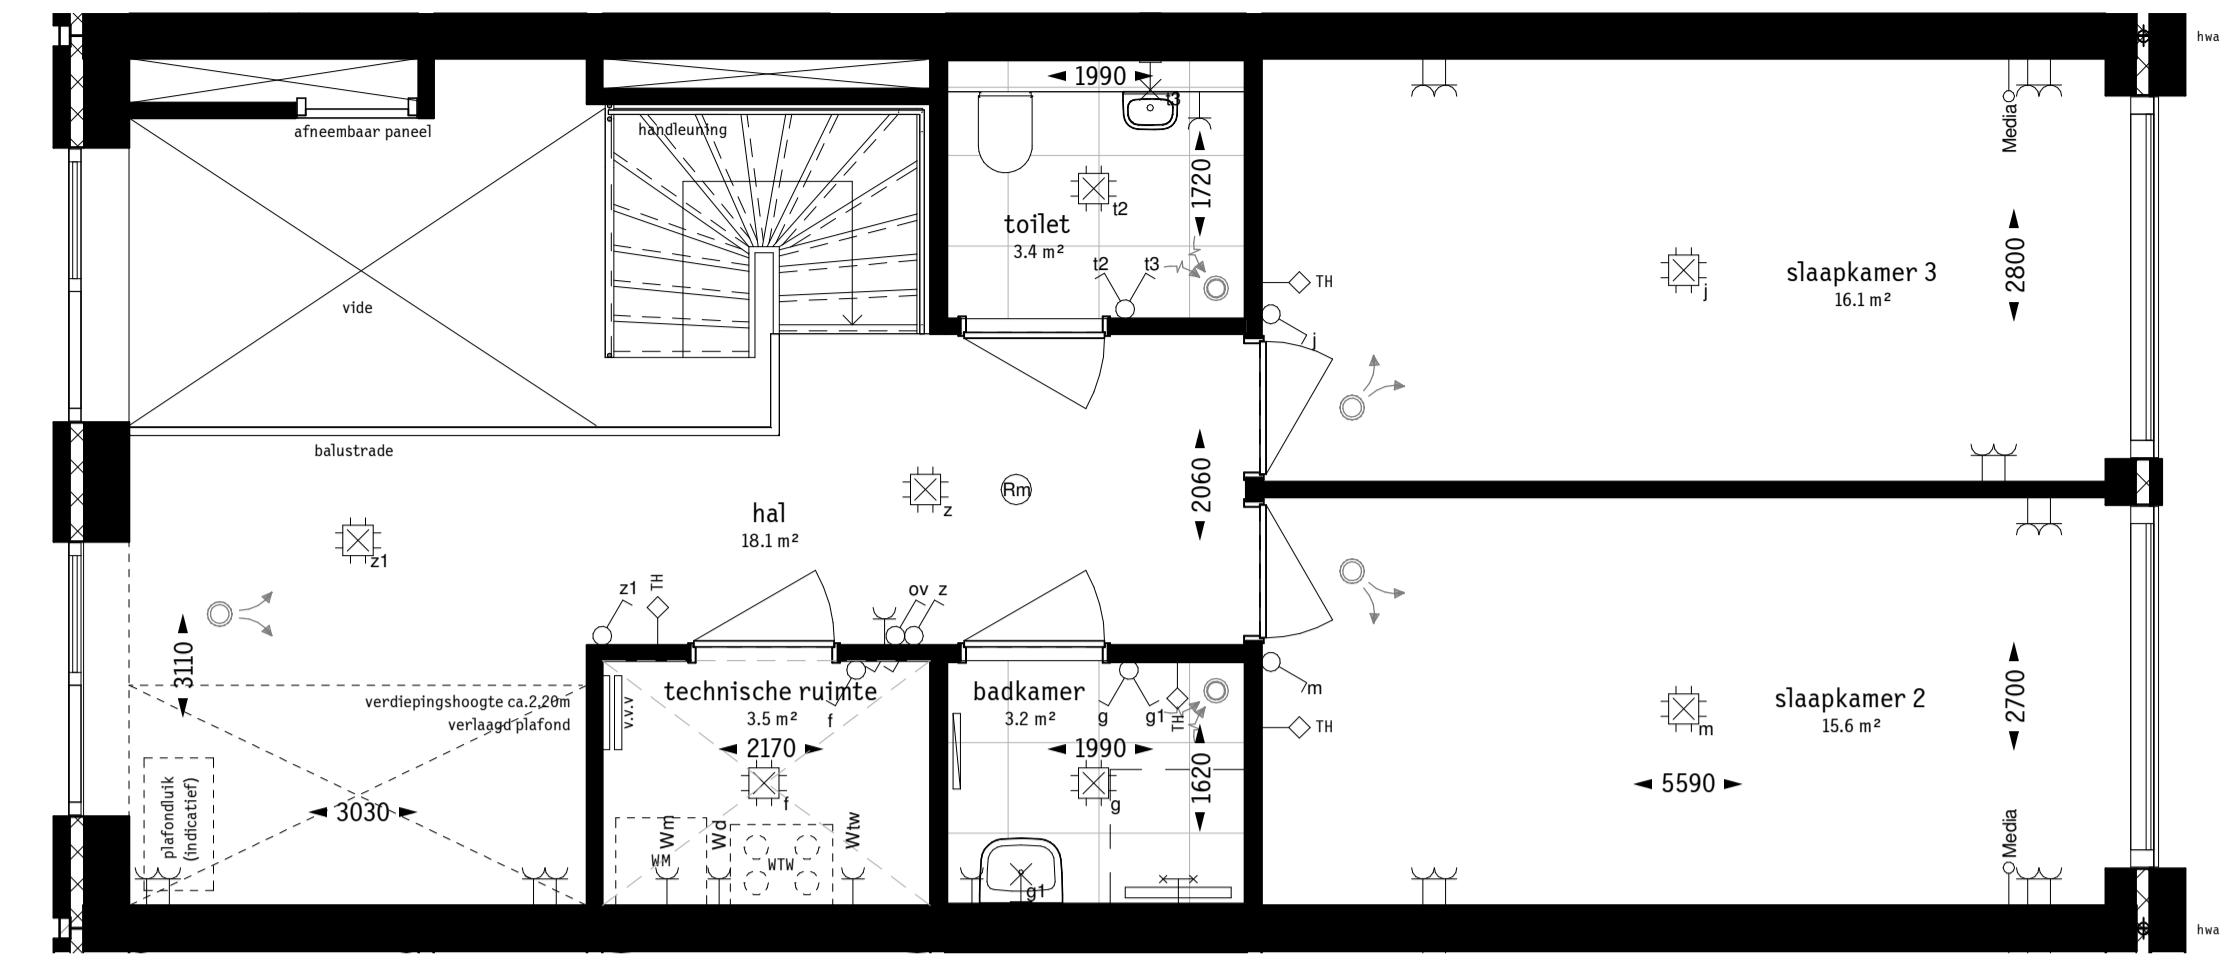 hwa
1990
t3
afneembaar paneel
handleuning
Media
1720
t2
toilet
3.4 m²
t2
t3
TH
slaapkamer 3
16.1 m²
2800
j
vide
j
balustrade
2060
Rm
z
hal
18.1 m²
z1
z1
TH
ov
z
3110
verdiepingshoogte ca.2,20m
verlaagd plafond
v.v.v
technische ruimte
3.5 m²
f
2170
f
badkamer
3.2 m²
g
g1
TH
1990
g
1620
m
TH
slaapkamer 2
15.6 m²
m
2700
5590
plafondluik
(indicatief)
3030
Wm
Wd
Wtw
WM
WTW
g1
Media
hwa